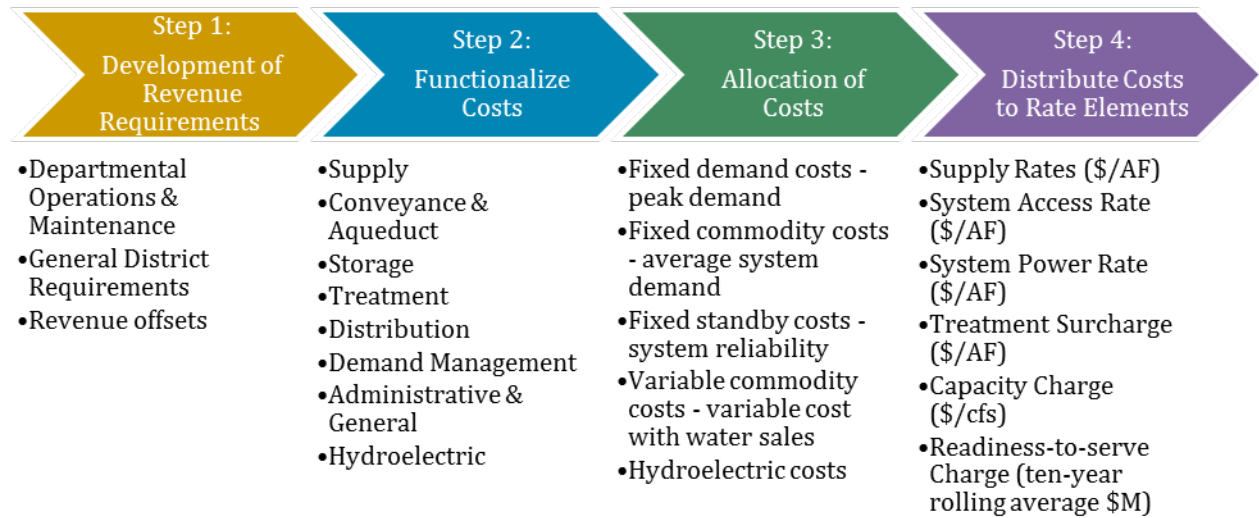 Step 1:
Development of
Revenue
Requirements
•Departmental
Operations &
Maintenance
•General District
Requirements
•Revenue offsets
Step 2:
Functionalize
Costs
•Supply
•Conveyance &
Aqueduct
•Storage
•Treatment
•Distribution
•Demand Management
•Administrative &
General
•Hydroelectric
Step 3:
Allocation of
Costs
•Fixed demand costs -
peak demand
•Fixed commodity costs
- average system
demand
•Fixed standby costs -
system reliability
•Variable commodity
costs - variable cost
with water sales
•Hydroelectric costs
Step 4:
Distribute Costs
to Rate Elements
•Supply Rates ($/AF)
•System Access Rate
($/AF)
•System Power Rate
($/AF)
•Treatment Surcharge
($/AF)
•Capacity Charge
($/cfs)
•Readiness-to-serve
Charge (ten-year
rolling average $M)